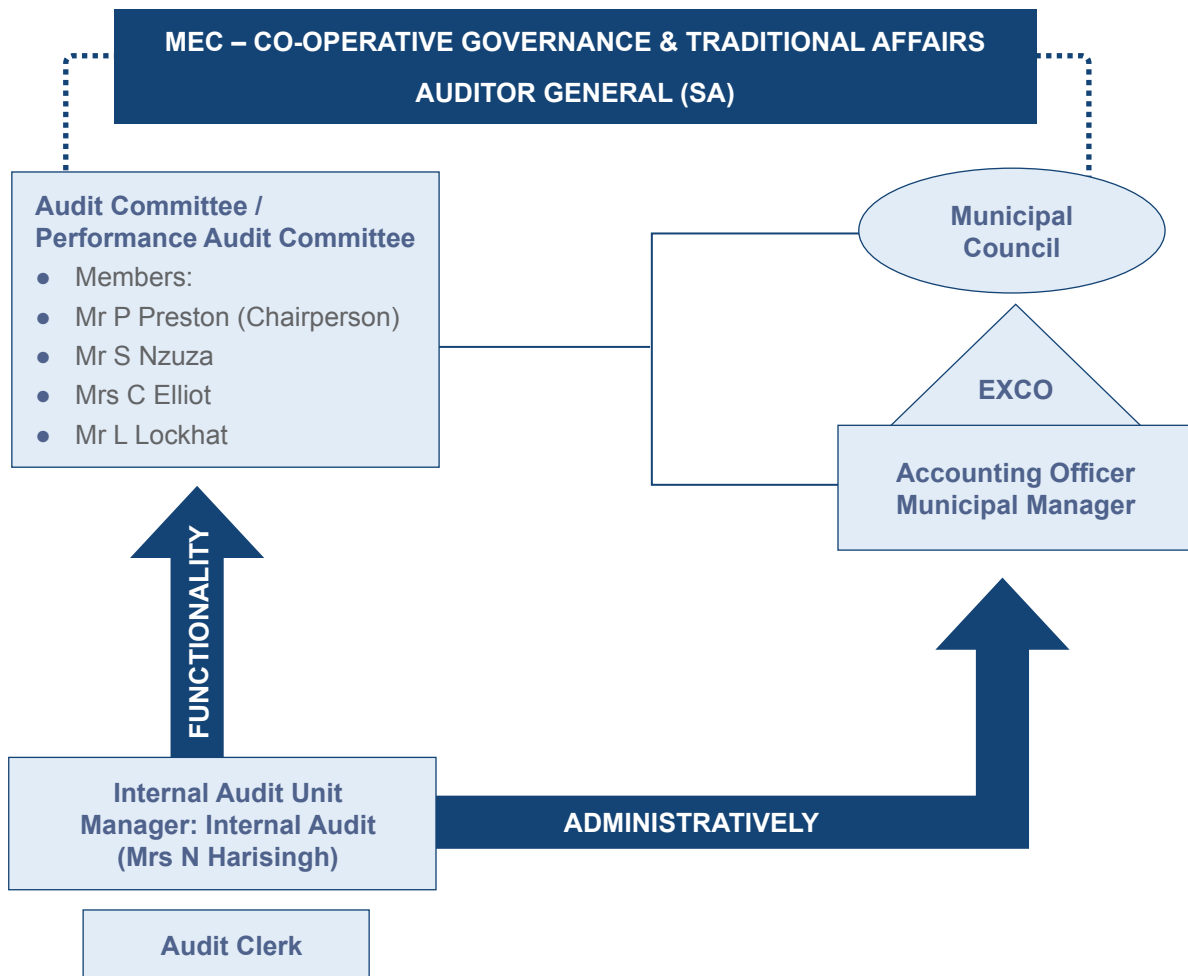 MEC – CO-OPERATIVE GOVERNANCE & TRADITIONAL AFFAIRS
AUDITOR GENERAL (SA)
Audit Committee /
Performance Audit Committee
● Members:
● Mr P Preston (Chairperson)
● Mr S Nzuza
● Mrs C Elliot
● Mr L Lockhat
Municipal
Council
EXCO
Accounting Officer
Municipal Manager
FUNCTIONALITY
Internal Audit Unit
Manager: Internal Audit
(Mrs N Harisingh)
ADMINISTRATIVELY
Audit Clerk